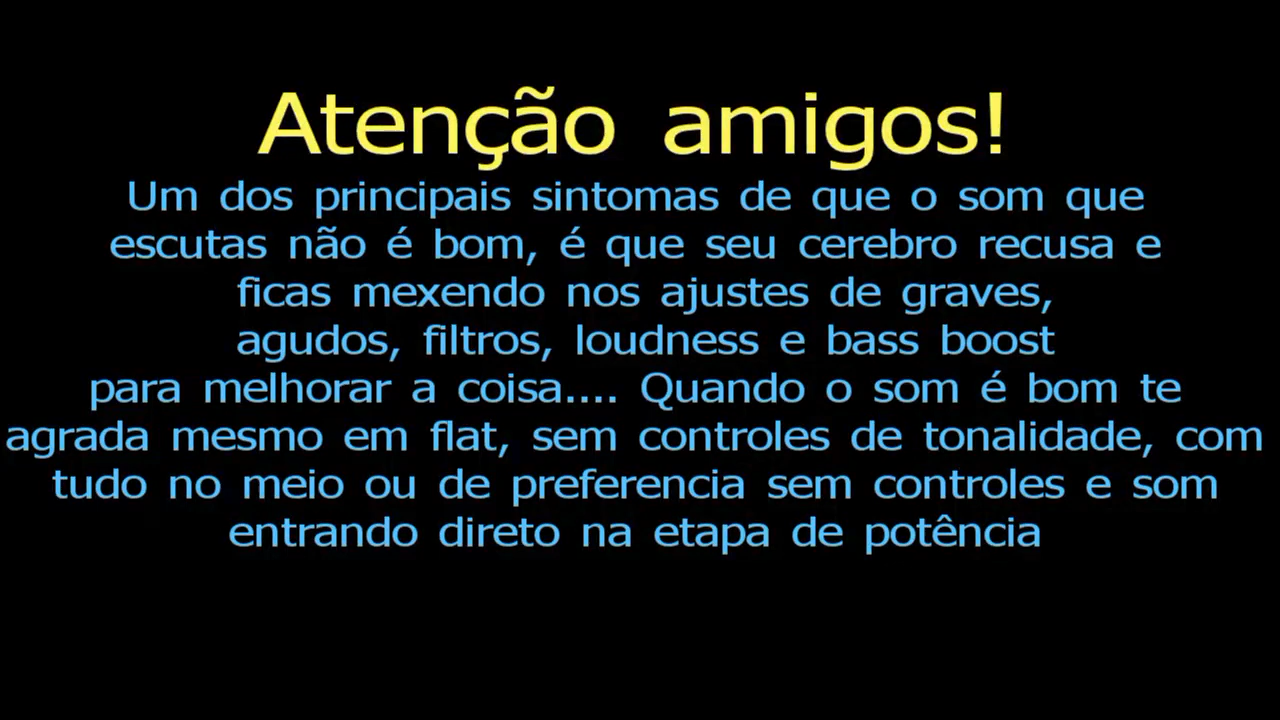 Atenção amigos!
Um dos principais sintomas de que o som que
escutas não é bom, é que seu cerebro recusa e
ficas mexendo nos ajustes de graves,
agudos, filtros, loudness e bass boost
para melhorar a coisa.... Quando o som é bom te
agrada mesmo em flat, sem controles de tonalidade, com
tudo no meio ou de preferencia sem controles e som
entrando direto na etapa de potência